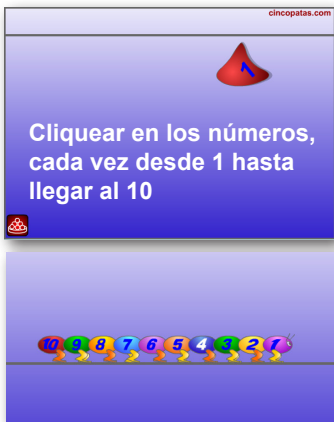 cincopatas.com
1
Cliquear en los números,
cada vez desde 1 hasta
llegar al 10
10 9 8 7 6 5 4 3 2 1